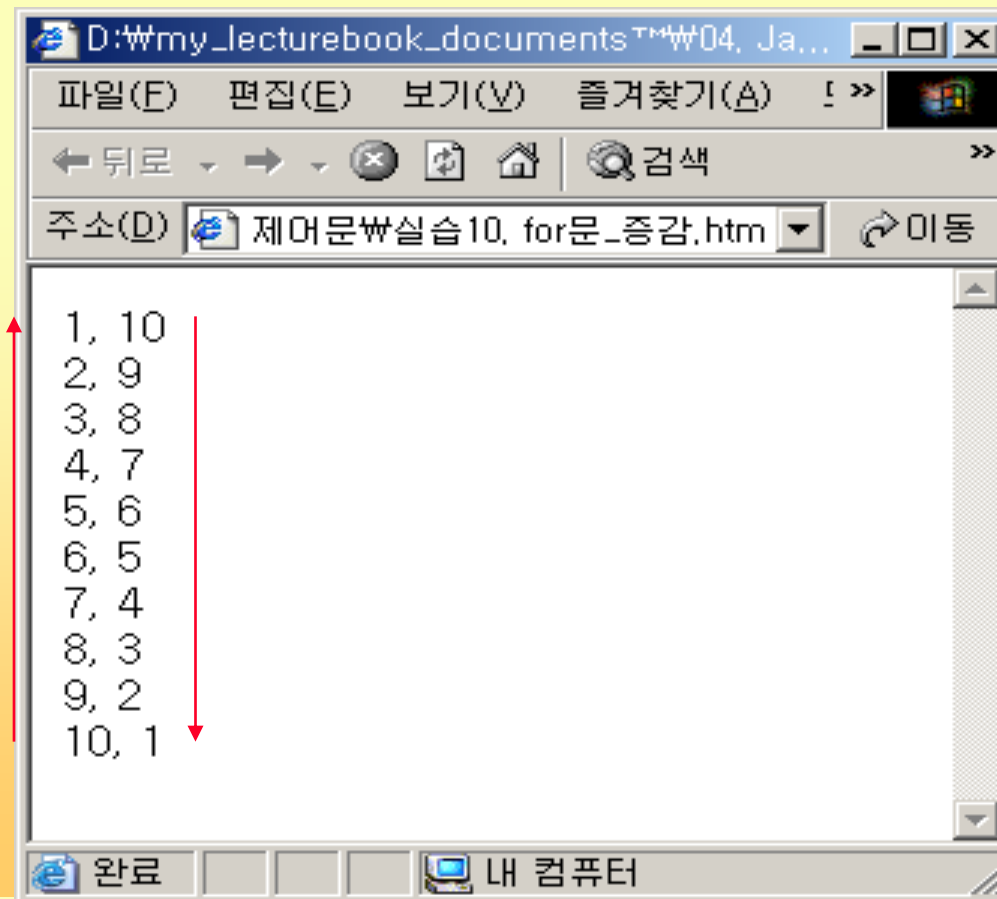 D:₩my_lecturebook_documents™₩04. Ja...
파일(F) 편집(E) 보기(V) 즐겨찾기(A) »
뒤로 검색 »
주소(D) 제어문₩실습10. for문_증감.htm 이동
1, 10
2, 9
3, 8
4, 7
5, 6
6, 5
7, 4
8, 3
9, 2
10, 1
완료 내 컴퓨터